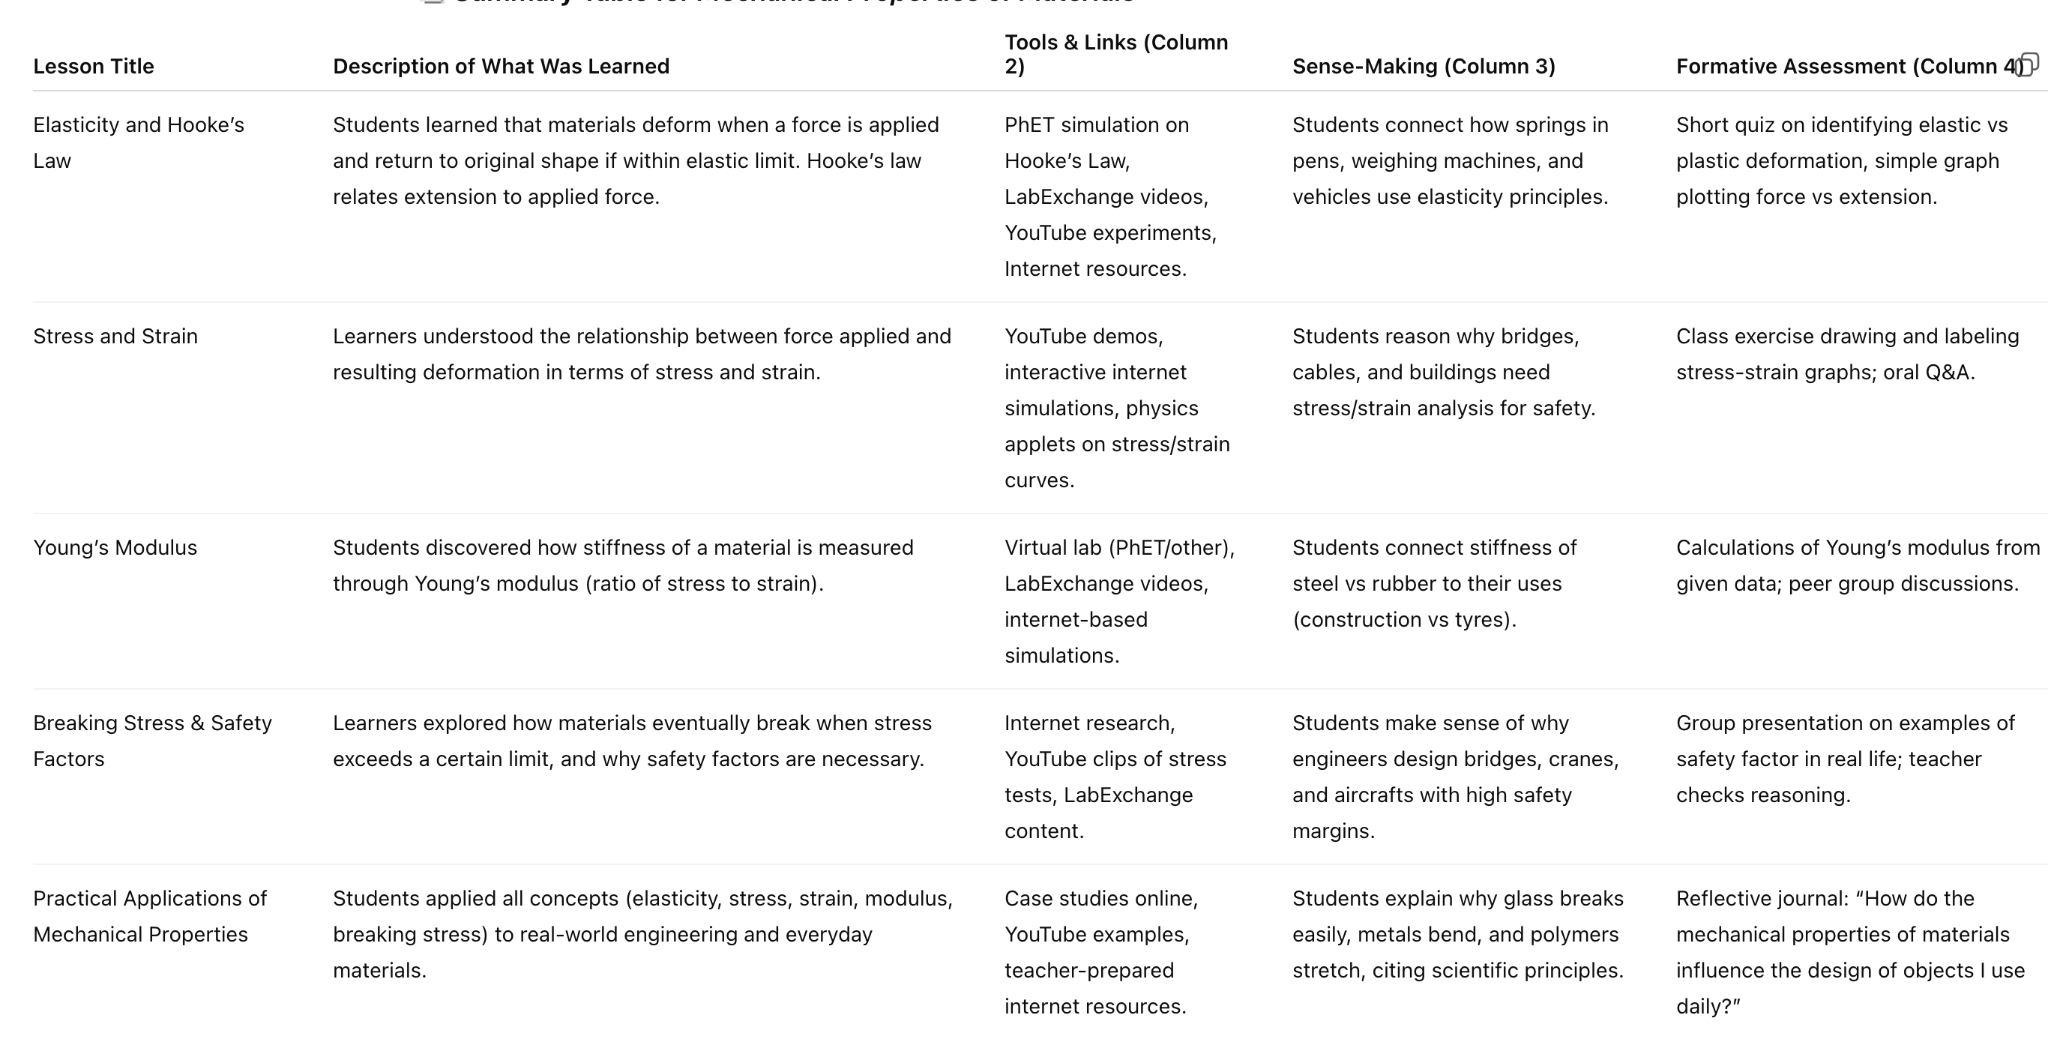 Summary Table for Mechanical Properties of Materials
Lesson Title
Description of What Was Learned
Tools & Links (Column
2)
Sense-Making (Column 3)
Formative Assessment (Column 4)
Elasticity and Hooke’s
Law
Students learned that materials deform when a force is applied
and return to original shape if within elastic limit. Hooke’s law
relates extension to applied force.
PhET simulation on
Hooke’s Law,
LabExchange videos,
YouTube experiments,
Internet resources.
Students connect how springs in
pens, weighing machines, and
vehicles use elasticity principles.
Short quiz on identifying elastic vs
plastic deformation, simple graph
plotting force vs extension.
Stress and Strain
Learners understood the relationship between force applied and
resulting deformation in terms of stress and strain.
YouTube demos,
interactive internet
simulations, physics
applets on stress/strain
curves.
Students reason why bridges,
cables, and buildings need
stress/strain analysis for safety.
Class exercise drawing and labeling
stress-strain graphs; oral Q&A.
Young’s Modulus
Students discovered how stiffness of a material is measured
through Young’s modulus (ratio of stress to strain).
Virtual lab (PhET/other),
LabExchange videos,
internet-based
simulations.
Students connect stiffness of
steel vs rubber to their uses
(construction vs tyres).
Calculations of Young’s modulus from
given data; peer group discussions.
Breaking Stress & Safety
Factors
Learners explored how materials eventually break when stress
exceeds a certain limit, and why safety factors are necessary.
Internet research,
YouTube clips of stress
tests, LabExchange
content.
Students make sense of why
engineers design bridges, cranes,
and aircrafts with high safety
margins.
Group presentation on examples of
safety factor in real life; teacher
checks reasoning.
Practical Applications of
Mechanical Properties
Students applied all concepts (elasticity, stress, strain, modulus,
breaking stress) to real-world engineering and everyday
materials.
Case studies online,
YouTube examples,
teacher-prepared
internet resources.
Students explain why glass breaks
easily, metals bend, and polymers
stretch, citing scientific principles.
Reflective journal: “How do the
mechanical properties of materials
influence the design of objects I use
daily?”